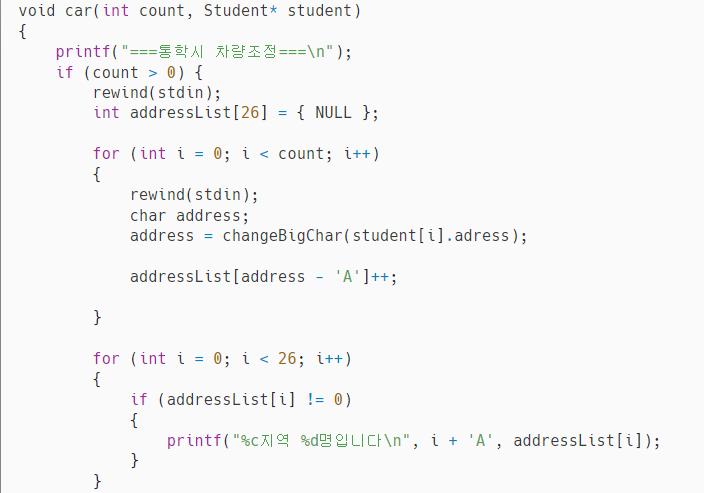 void car(int count, Student* student)
{
    printf("===통학시 차량조정===\n");
    if (count > 0) {
        rewind(stdin);
        int addressList[26] = { NULL };

        for (int i = 0; i < count; i++)
        {
            rewind(stdin);
            char address;
            address = changeBigChar(student[i].adress);

            addressList[address - 'A']++;

        }

        for (int i = 0; i < 26; i++)
        {
            if (addressList[i] != 0)
            {
                printf("%c지역 %d명입니다\n", i + 'A', addressList[i]);
            }
        }